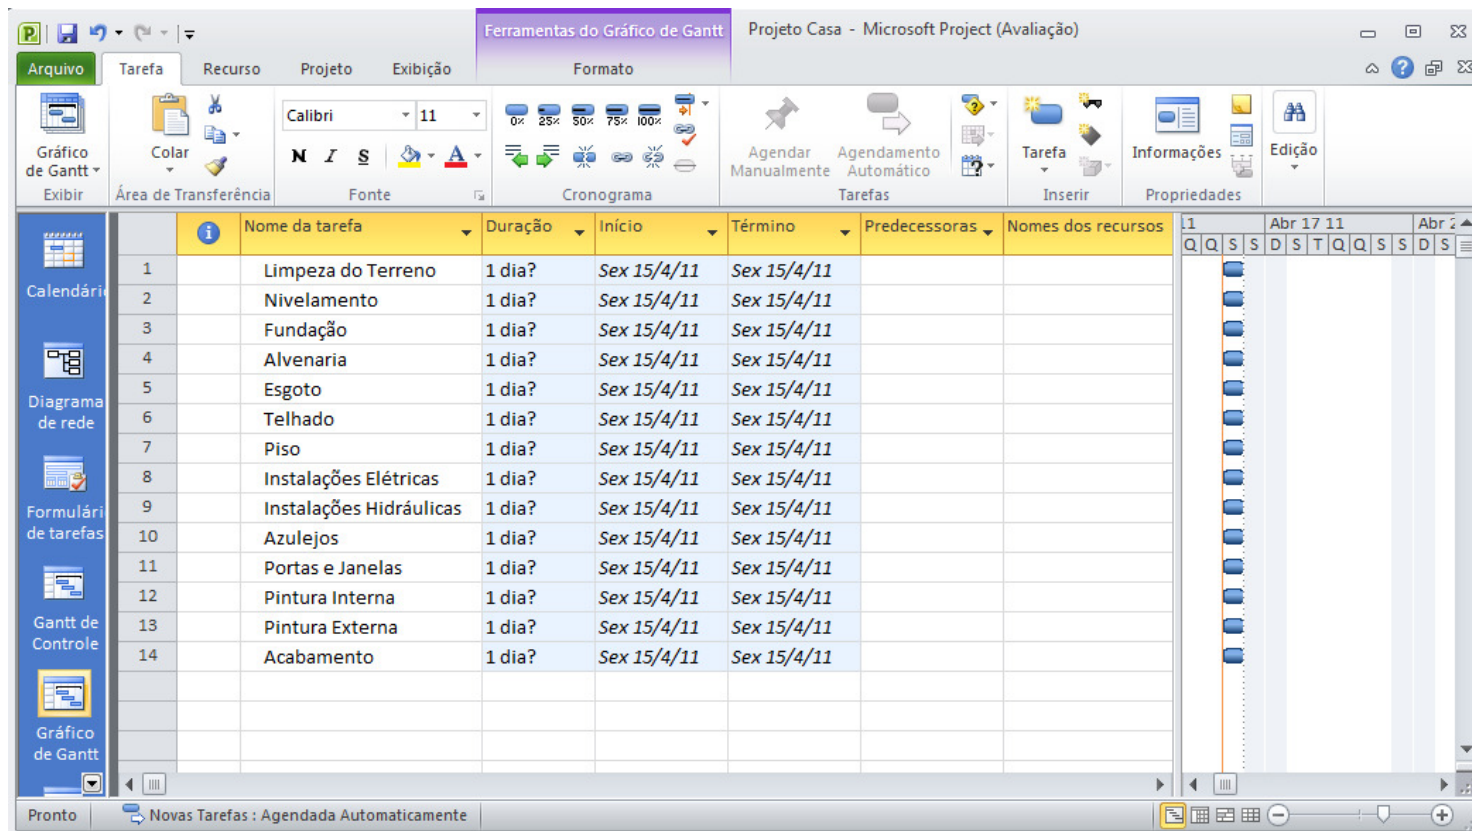 Ferramentas do Gráfico de Gantt
Projeto Casa - Microsoft Project (Avaliação)
Arquivo Tarefa Recurso Projeto Exibição Formato
Calibri 11
0% 25% 50% 75% 100%
N I S A
Gráfico de Gantt
Colar
Agendar Manualmente
Agendamento Automático
Tarefa
Informações
Edição
Exibir Área de Transferência Fonte Cronograma Tarefas Inserir Propriedades
Nome da tarefa Duração Início Término Predecessoras Nomes dos recursos
11 Abr 17 11 Abr
Q Q S S D S T Q Q S S D S
1 Limpeza do Terreno 1 dia? Sex 15/4/11 Sex 15/4/11
2 Nivelamento 1 dia? Sex 15/4/11 Sex 15/4/11
3 Fundação 1 dia? Sex 15/4/11 Sex 15/4/11
4 Alvenaria 1 dia? Sex 15/4/11 Sex 15/4/11
5 Esgoto 1 dia? Sex 15/4/11 Sex 15/4/11
6 Telhado 1 dia? Sex 15/4/11 Sex 15/4/11
7 Piso 1 dia? Sex 15/4/11 Sex 15/4/11
8 Instalações Elétricas 1 dia? Sex 15/4/11 Sex 15/4/11
9 Instalações Hidráulicas 1 dia? Sex 15/4/11 Sex 15/4/11
10 Azulejos 1 dia? Sex 15/4/11 Sex 15/4/11
11 Portas e Janelas 1 dia? Sex 15/4/11 Sex 15/4/11
12 Pintura Interna 1 dia? Sex 15/4/11 Sex 15/4/11
13 Pintura Externa 1 dia? Sex 15/4/11 Sex 15/4/11
14 Acabamento 1 dia? Sex 15/4/11 Sex 15/4/11
Calendári
Diagrama
de rede
Formulári
de tarefas
Gantt de
Controle
Gráfico
de Gantt
Pronto Novas Tarefas : Agendada Automaticamente